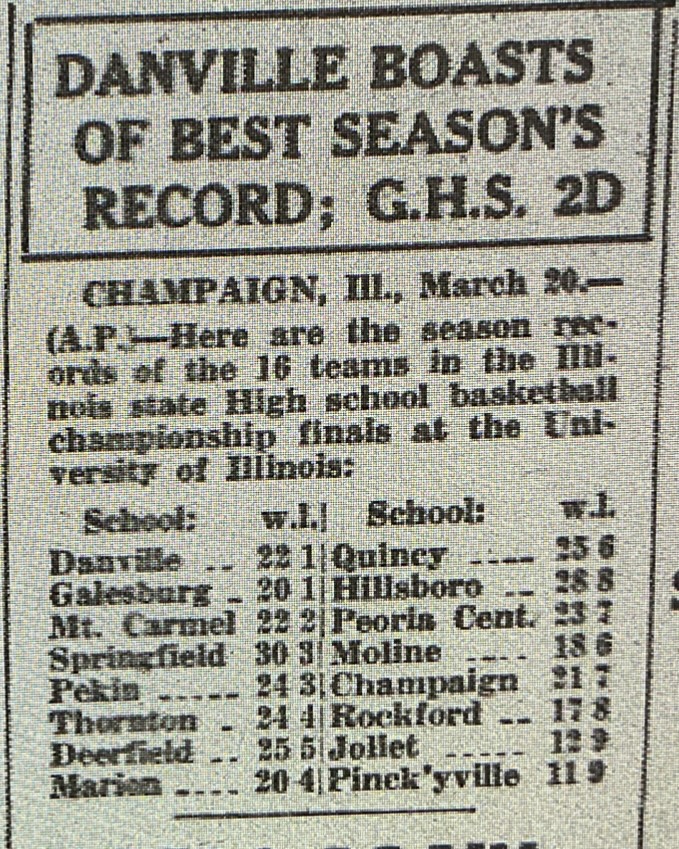 DANVILLE BOASTS
OF BEST SEASON'S
RECORD; G.H.S. 2D
CHAMPAIGN, Ill., March 20.—
(A.P.)—Here are the season rec-
ords of the 16 teams in the Illi-
nois state High school basketball
championship finals at the Uni-
versity of Illinois:
School: w.l.| School: w.l.
Danville .. 22 1|Quincy .... 25 6
Galesburg . 20 1|Hillsboro .. 28 8
Mt. Carmel 22 2|Peoria Cent. 23 7
Springfield 30 3|Moline .... 18 6
Pekin ..... 24 3|Champaign 21 7
Thornton . 24 4|Rockford .. 17 8
Deerfield .. 25 5|Joliet ..... 12 9
Marion .... 20 4|Pinck'yville 11 9